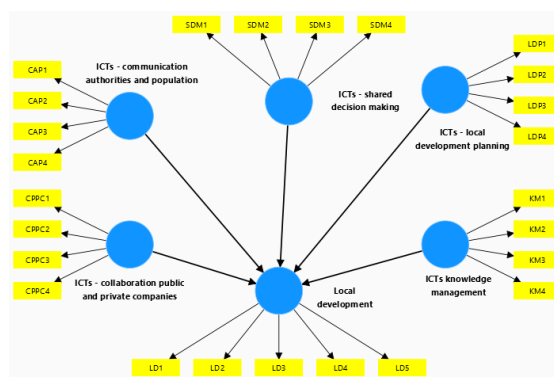 SDM1
SDM2
SDM3
SDM4
ICTs - communication
authorities and population
CAP1
CAP2
CAP3
CAP4
ICTs - shared
decision making
LDP1
LDP2
LDP3
LDP4
ICTs - local
development planning
CPPC1
CPPC2
CPPC3
CPPC4
ICTs - collaboration public
and private companies
Local
development
ICTs knowledge
management
KM1
KM2
KM3
KM4
LD1
LD2
LD3
LD4
LD5